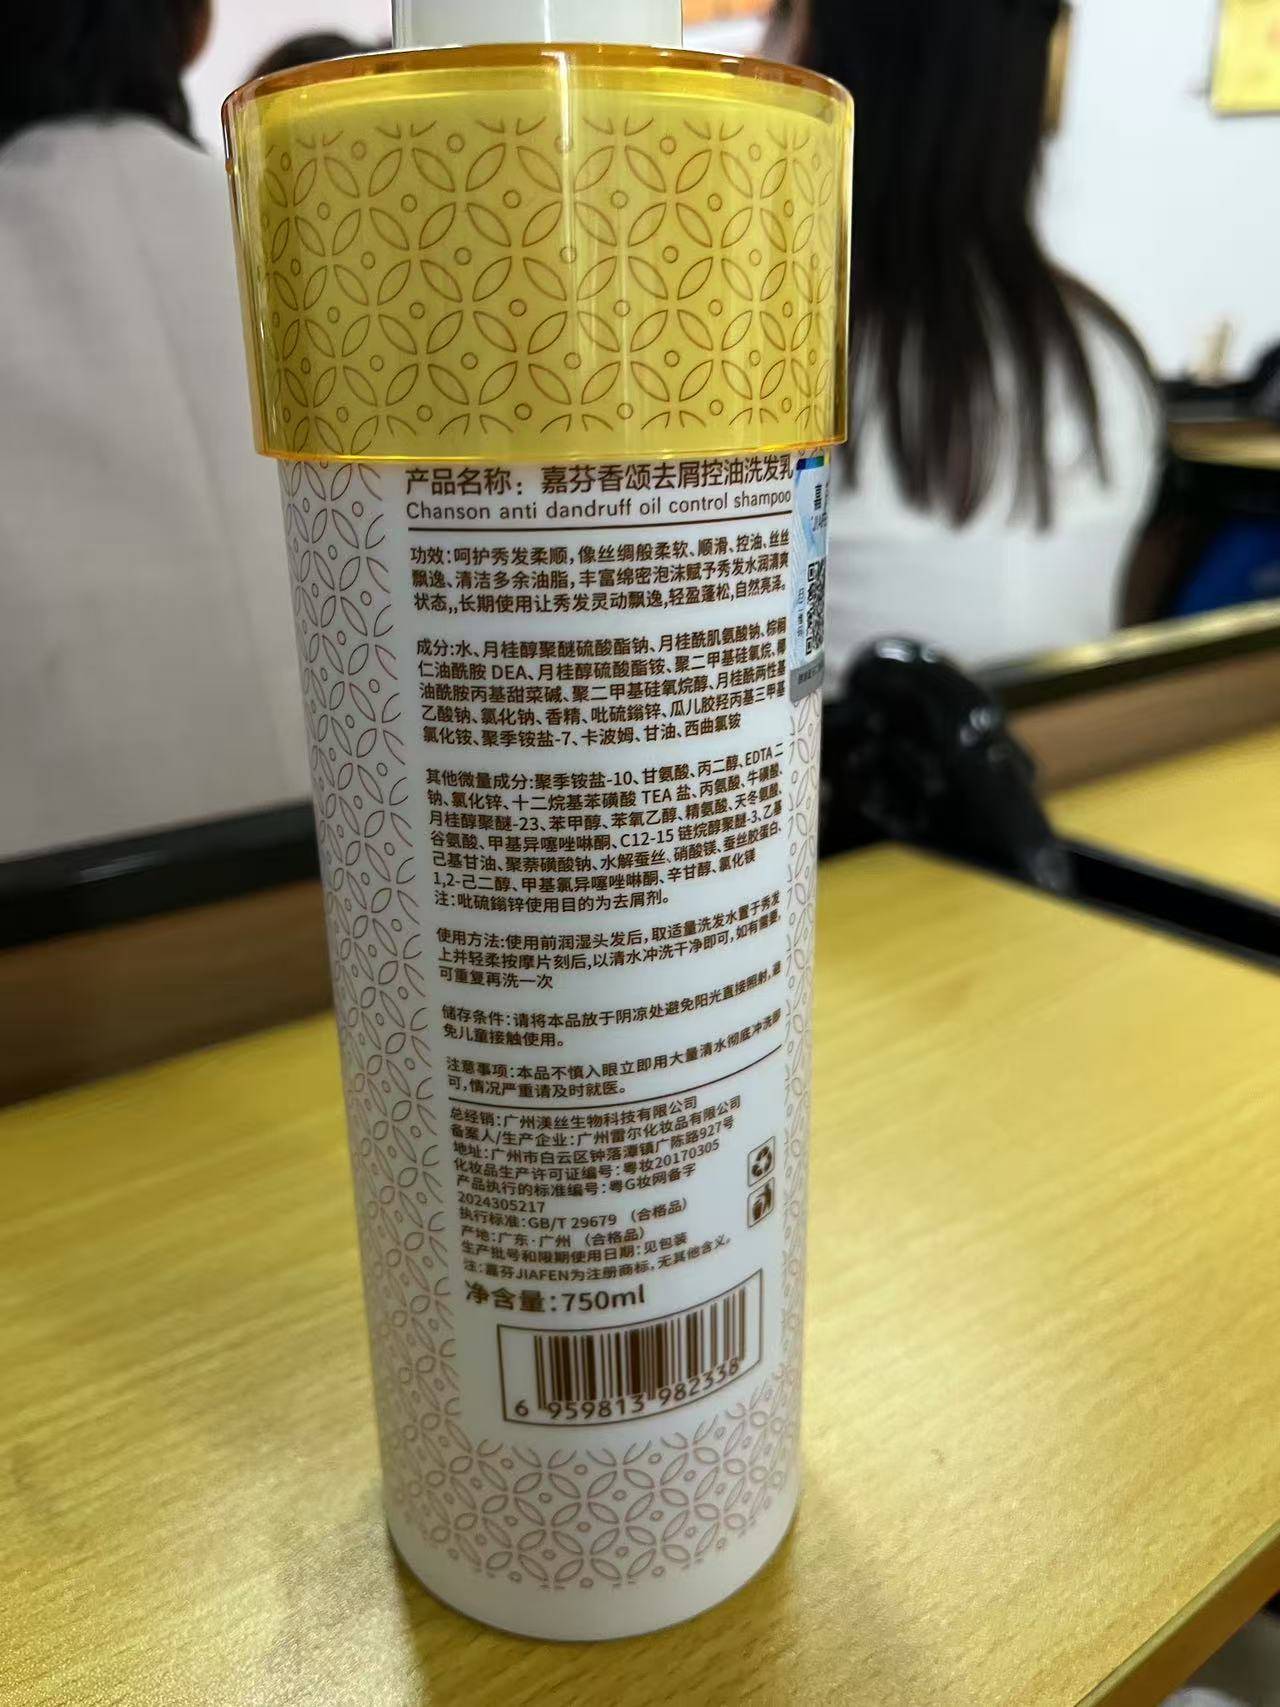 产品名称：嘉芬香颂去屑控油洗发乳
Chanson anti dandruff oil control shampoo
功效：呵护秀发柔顺，像丝绸般柔软、顺滑、控油、丝丝
飘逸、清洁多余油脂，丰富绵密泡沫赋予秀发水润清爽
状态,,长期使用让秀发灵动飘逸,轻盈蓬松,自然亮泽。
成分:水、月桂醇聚醚硫酸酯钠、月桂酰肌氨酸钠、棕榈
仁油酰胺 DEA、月桂醇硫酸酯铵、聚二甲基硅氧烷、椰
油酰胺丙基甜菜碱、聚二甲基硅氧烷醇、月桂酰两性基
乙酸钠、氯化钠、香精、吡硫鎓锌、瓜儿胶羟丙基三甲基
氯化铵、聚季铵盐-7、卡波姆、甘油、西曲氯铵
其他微量成分:聚季铵盐-10、甘氨酸、丙二醇、EDTA 二
钠、氯化锌、十二烷基苯磺酸 TEA 盐、丙氨酸、牛磺酸、
月桂醇聚醚-23、苯甲醇、苯氧乙醇、精氨酸、天冬氨酸、
谷氨酸、甲基异噻唑啉酮、C12-15 链烷醇聚醚-3、乙基
己基甘油、聚萘磺酸钠、水解蚕丝、硝酸镁、蚕丝胶蛋白、
1,2-己二醇、甲基氯异噻唑啉酮、辛甘醇、氯化镁
注:吡硫鎓锌使用目的为去屑剂。
使用方法:使用前润湿头发后,取适量洗发水置于秀发
上并轻柔按摩片刻后,以清水冲洗干净即可,如有需要,
可重复再洗一次
储存条件:请将本品放于阴凉处避免阳光直接照射,避
免儿童接触使用。
注意事项:本品不慎入眼立即用大量清水彻底冲洗即
可,情况严重请及时就医。
总经销:广州渼丝生物科技有限公司
备案人/生产企业:广州雷尔化妆品有限公司
地址:广州市白云区钟落潭镇广陈路927号
化妆品生产许可证编号:粤妆20170305
产品执行的标准编号:粤G妆网备字
2024305217
执行标准:GB/T 29679 （合格品）
产地:广东·广州 （合格品）
生产批号和限期使用日期:见包装
注:嘉芬JIAFEN为注册商标,无其他含义。
净含量:750ml
6 959813 982338